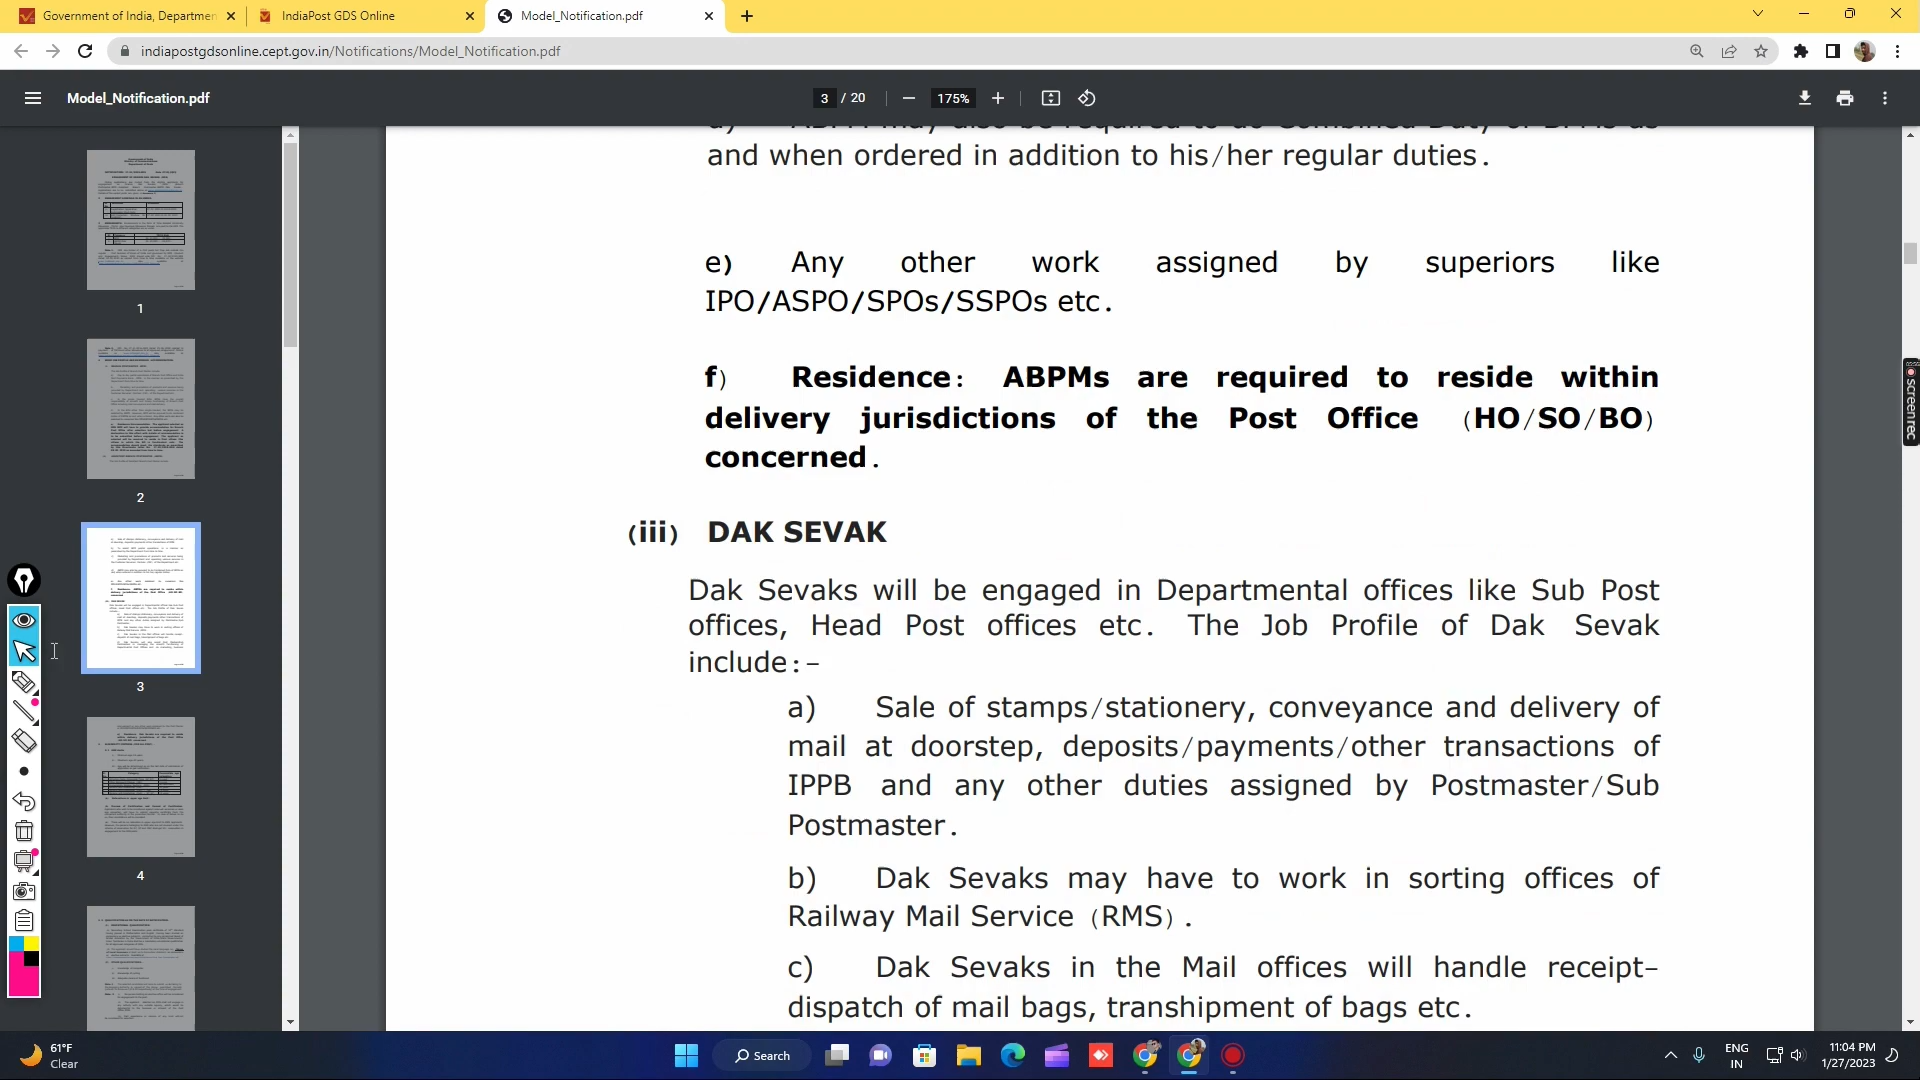 Government of India, Departmen
IndiaPost GDS Online
Model_Notification.pdf
indiapostgdsonline.cept.gov.in/Notifications/Model_Notification.pdf
Model_Notification.pdf
3 / 20
175%
and when ordered in addition to his/her regular duties.
e) Any other work assigned by superiors like
IPO/ASPO/SPOs/SSPOs etc.
f) Residence: ABPMs are required to reside within
delivery jurisdictions of the Post Office (HO/SO/BO)
concerned.
(iii) DAK SEVAK
Dak Sevaks will be engaged in Departmental offices like Sub Post
offices, Head Post offices etc. The Job Profile of Dak Sevak
include:-
a) Sale of stamps/stationery, conveyance and delivery of
mail at doorstep, deposits/payments/other transactions of
IPPB and any other duties assigned by Postmaster/Sub
Postmaster.
b) Dak Sevaks may have to work in sorting offices of
Railway Mail Service (RMS).
c) Dak Sevaks in the Mail offices will handle receipt-
dispatch of mail bags, transhipment of bags etc.
1
2
3
4
Screenrec
61°F
Clear
Search
ENG
IN
11:04 PM
1/27/2023